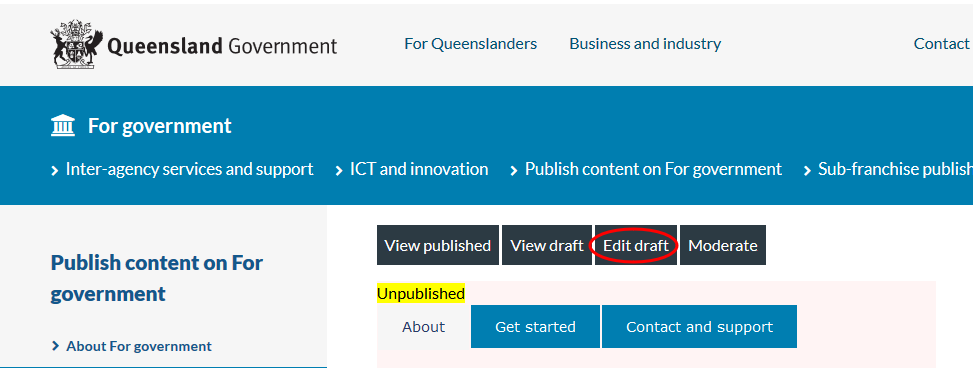 Queensland Government For Queenslanders Business and industry Contact
For government
Inter-agency services and support ICT and innovation Publish content on For government Sub-franchise publish
Publish content on For
government
About For government
View published View draft Edit draft Moderate
Unpublished
About Get started Contact and support